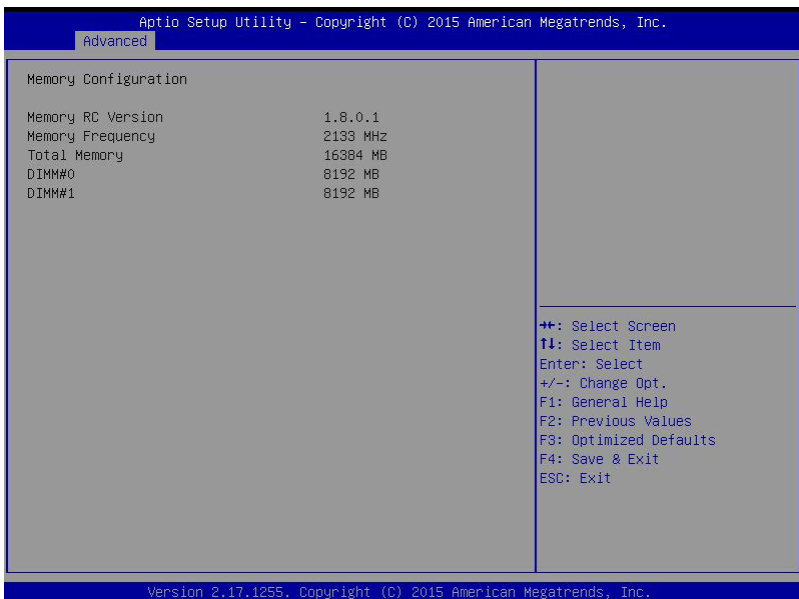 Aptio Setup Utility – Copyright (C) 2015 American Megatrends, Inc.
Advanced
Memory Configuration
Memory RC Version 1.8.0.1
Memory Frequency 2133 MHz
Total Memory 16384 MB
DIMM#0 8192 MB
DIMM#1 8192 MB
→←: Select Screen
↑↓: Select Item
Enter: Select
+/-: Change Opt.
F1: General Help
F2: Previous Values
F3: Optimized Defaults
F4: Save & Exit
ESC: Exit
Version 2.17.1255. Copyright (C) 2015 American Megatrends, Inc.